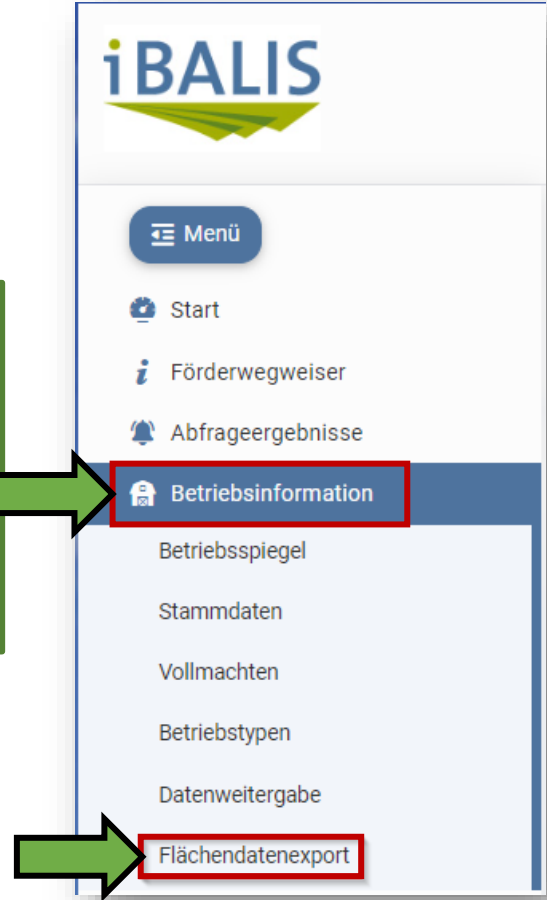 iBALIS
Menü
Start
Förderwegweiser
Abfrageergebnisse
Betriebsinformation
Betriebsspiegel
Stammdaten
Vollmachten
Betriebstypen
Datenweitergabe
Flächendatenexport